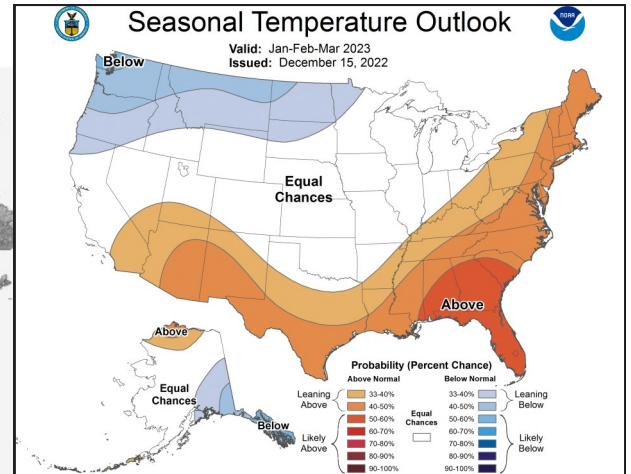 Seasonal Temperature Outlook
NOAA
Valid: Jan-Feb-Mar 2023
Issued: December 15, 2022
Below
Equal
Chances
Above
Above
Equal
Chances
Below
Probability (Percent Chance)
Above Normal
Below Normal
Leaning
Above
Likely
Above
33-40%
40-50%
50-60%
60-70%
70-80%
80-90%
90-100%
Equal
Chances
33-40%
40-50%
50-60%
60-70%
70-80%
80-90%
90-100%
Leaning
Below
Likely
Below